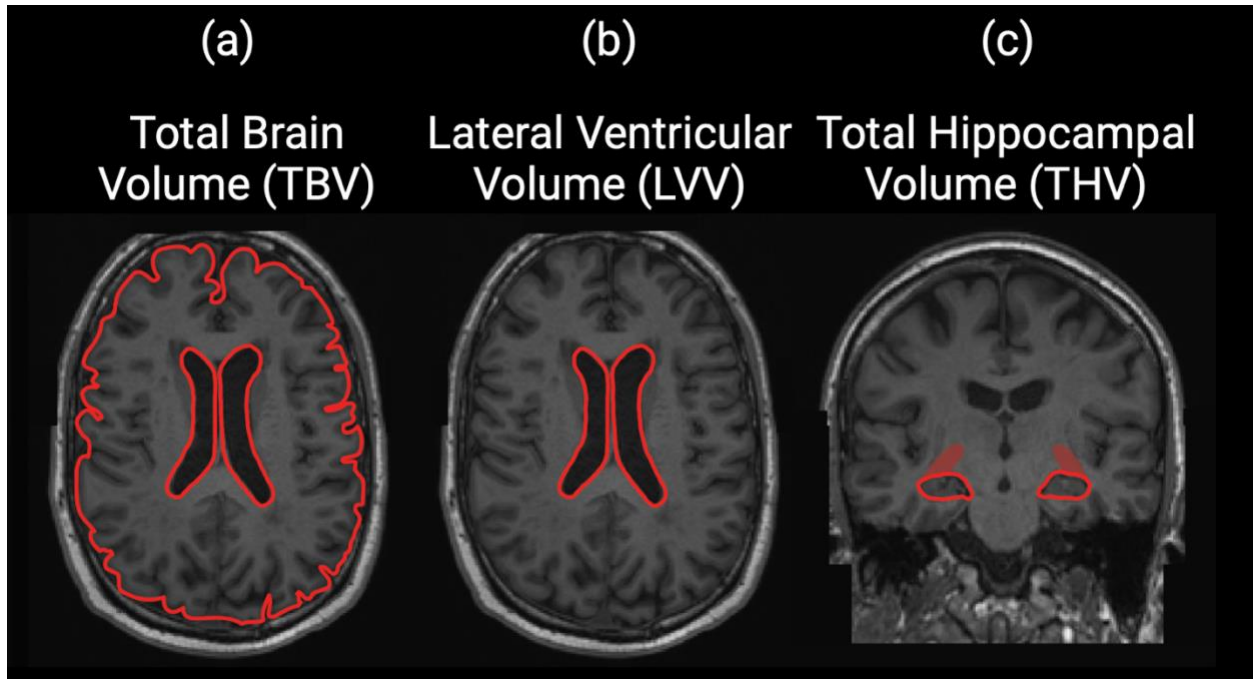 (a)
(b)
(c)
Total Brain
Volume (TBV)
Lateral Ventricular
Volume (LVV)
Total Hippocampal
Volume (THV)